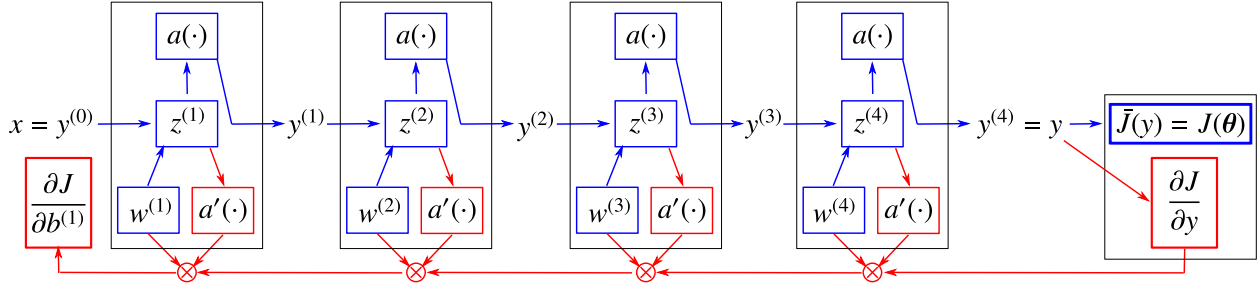 a(·) a(·) a(·) a(·)
x = y⁽⁰⁾ z⁽¹⁾ y⁽¹⁾ z⁽²⁾ y⁽²⁾ z⁽³⁾ y⁽³⁾ z⁽⁴⁾ y⁽⁴⁾ = y J̄(y) = J(𝜽)
∂J/∂b⁽¹⁾ w⁽¹⁾ a′(·) w⁽²⁾ a′(·) w⁽³⁾ a′(·) w⁽⁴⁾ a′(·) ∂J/∂y